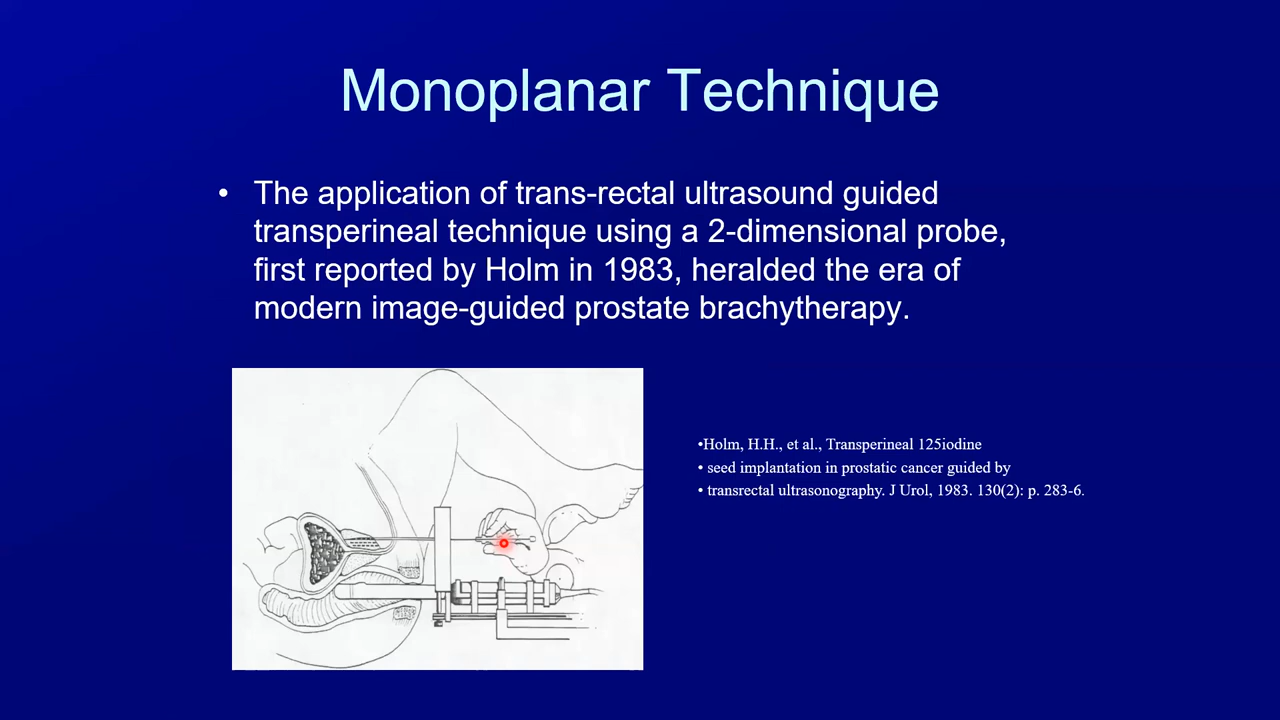 Monoplanar Technique
• The application of trans-rectal ultrasound guided
transperineal technique using a 2-dimensional probe,
first reported by Holm in 1983, heralded the era of
modern image-guided prostate brachytherapy.
•Holm, H.H., et al., Transperineal 125iodine
• seed implantation in prostatic cancer guided by
• transrectal ultrasonography. J Urol, 1983. 130(2): p. 283-6.